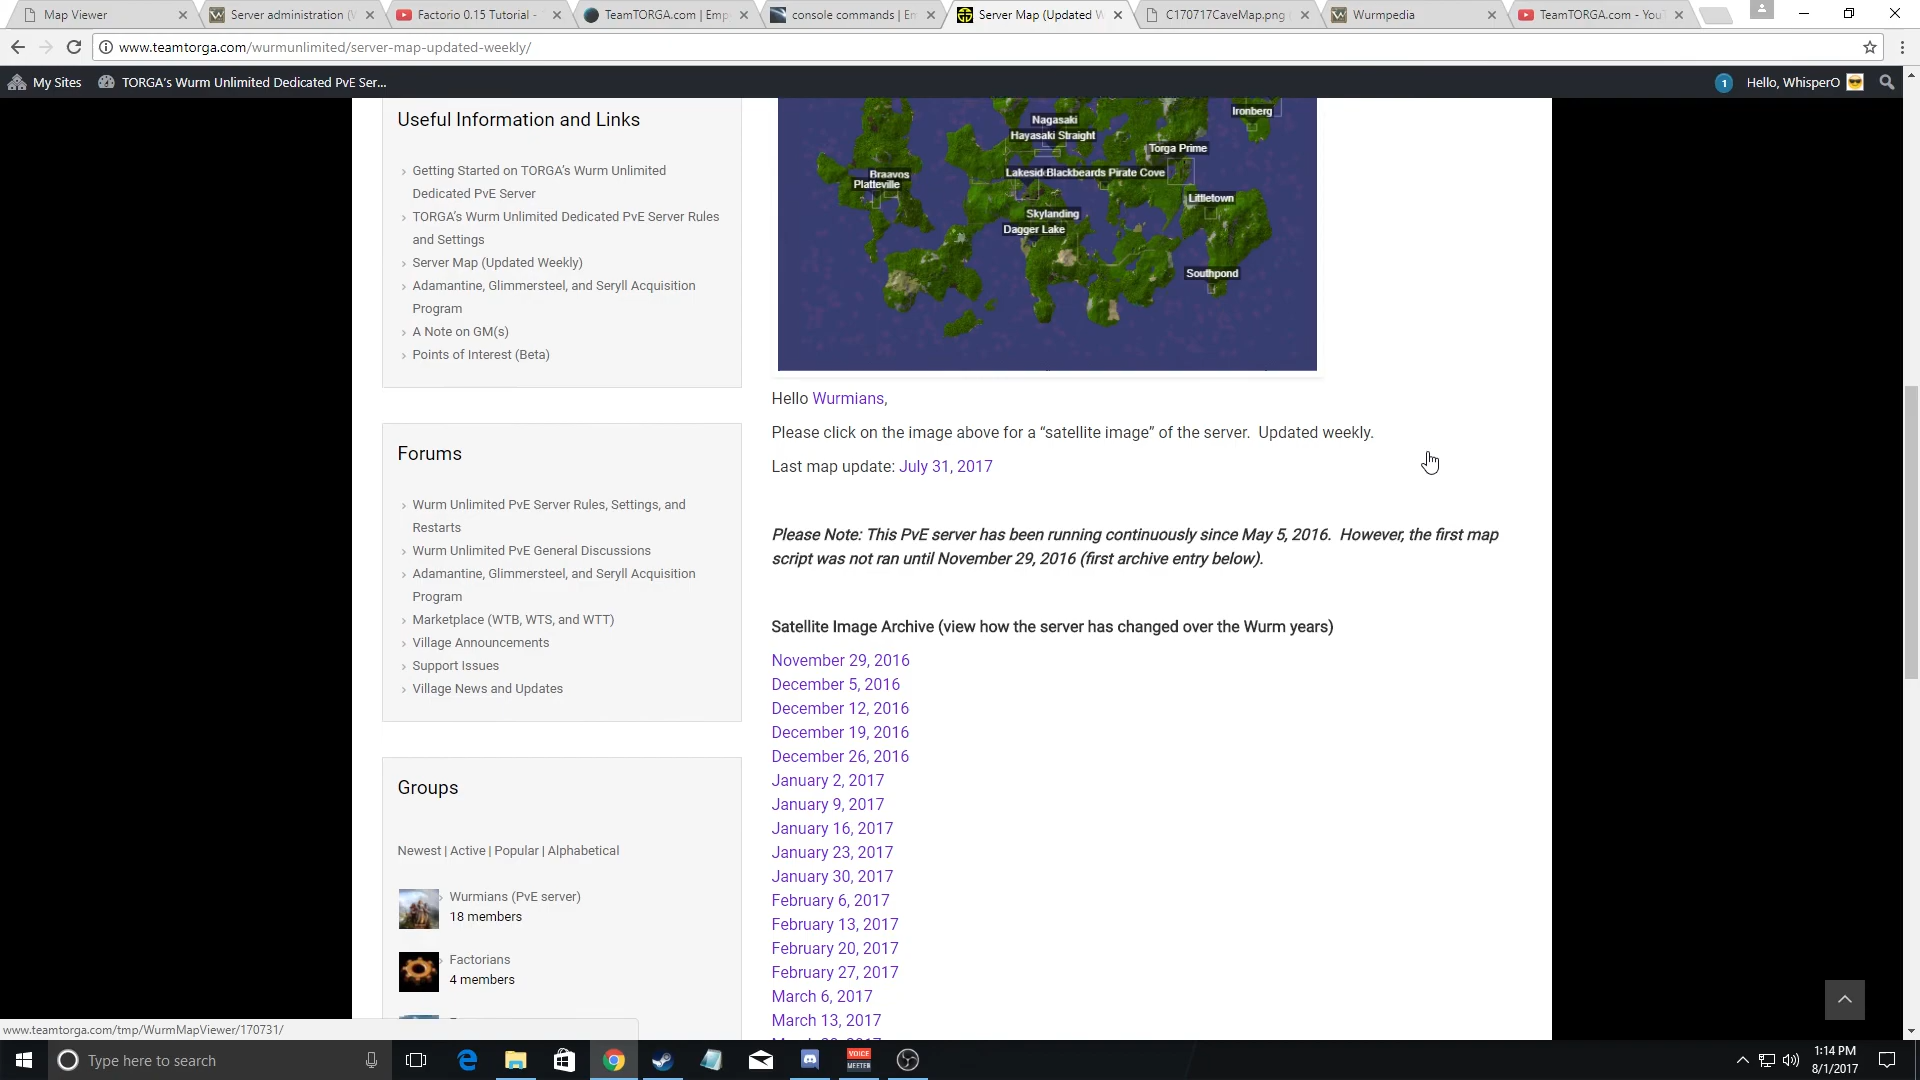 Map Viewer
Server administration (W
Factorio 0.15 Tutorial -
TeamTORGA.com | Emp
console commands | Em
Server Map (Updated W
C170717CaveMap.png (
Wurmpedia
TeamTORGA.com - YouT
www.teamtorga.com/wurmunlimited/server-map-updated-weekly/
My Sites
TORGA's Wurm Unlimited Dedicated PvE Ser...
1
Hello, WhisperO
Useful Information and Links
Getting Started on TORGA's Wurm Unlimited
Dedicated PvE Server
TORGA's Wurm Unlimited Dedicated PvE Server Rules
and Settings
Server Map (Updated Weekly)
Adamantine, Glimmersteel, and Seryll Acquisition
Program
A Note on GM(s)
Points of Interest (Beta)
Forums
Wurm Unlimited PvE Server Rules, Settings, and
Restarts
Wurm Unlimited PvE General Discussions
Adamantine, Glimmersteel, and Seryll Acquisition
Program
Marketplace (WTB, WTS, and WTT)
Village Announcements
Support Issues
Village News and Updates
Groups
Newest | Active | Popular | Alphabetical
Wurmians (PvE server)
18 members
Factorians
4 members
Ironberg
Nagasaki
Hayasaki Straight
Torga Prime
Braavos
Platteville
Lakesid
Blackbeards Pirate Cove
Littletown
Skylanding
Dagger Lake
Southpond
Hello Wurmians,
Please click on the image above for a “satellite image” of the server.  Updated weekly.
Last map update: July 31, 2017
Please Note: This PvE server has been running continuously since May 5, 2016.  However, the first map
script was not ran until November 29, 2016 (first archive entry below).
Satellite Image Archive (view how the server has changed over the Wurm years)
November 29, 2016
December 5, 2016
December 12, 2016
December 19, 2016
December 26, 2016
January 2, 2017
January 9, 2017
January 16, 2017
January 23, 2017
January 30, 2017
February 6, 2017
February 13, 2017
February 20, 2017
February 27, 2017
March 6, 2017
March 13, 2017
www.teamtorga.com/tmp/WurmMapViewer/170731/
Type here to search
VOICE
MEETER
1:14 PM
8/1/2017